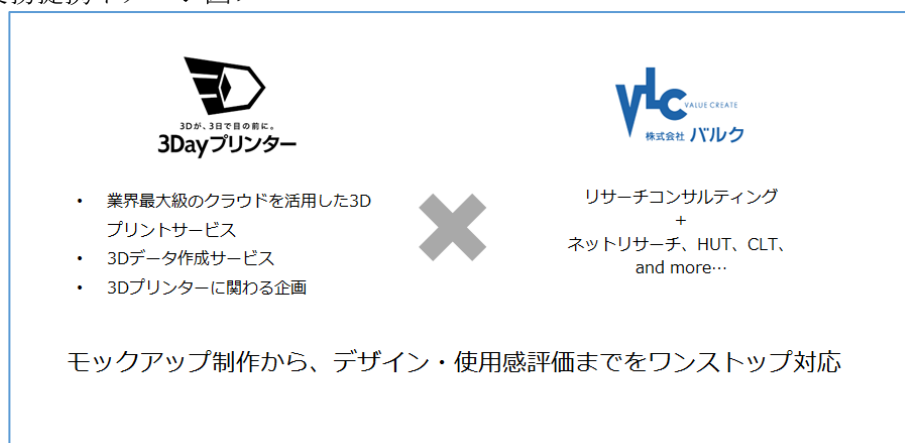 3Dが、3日で目の前に。
3Dayプリンター
VLC VALUE CREATE
株式会社 バルク
• 業界最大級のクラウドを活用した3D
プリントサービス
• 3Dデータ作成サービス
• 3Dプリンターに関わる企画
リサーチコンサルティング
+
ネットリサーチ、HUT、CLT、
and more…
モックアップ制作から、デザイン・使用感評価までをワンストップ対応